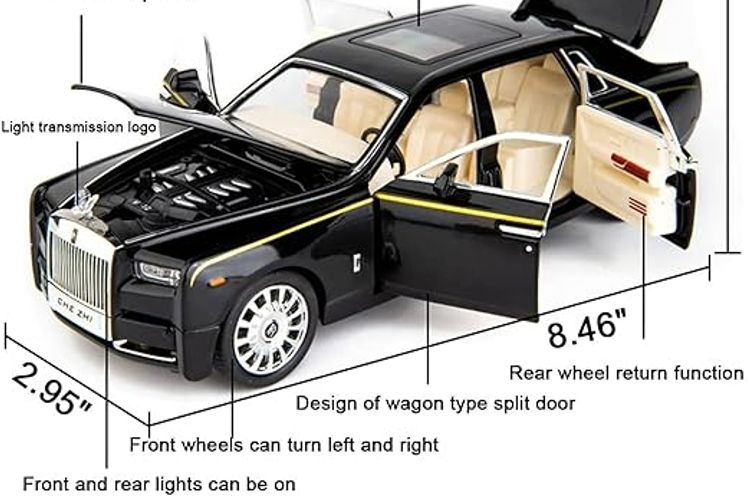 Light transmission logo
CHE ZHI
8.46"
2.95"
Rear wheel return function
Design of wagon type split door
Front wheels can turn left and right
Front and rear lights can be on